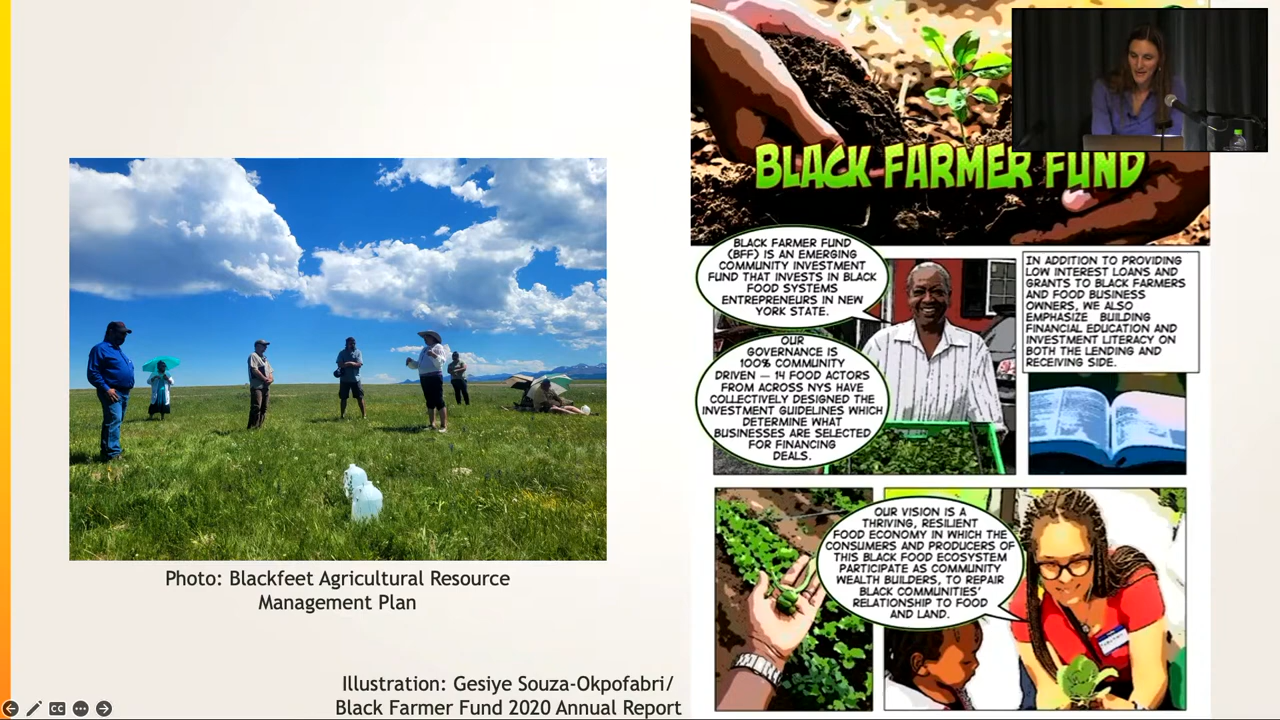 Photo: Blackfeet Agricultural Resource
Management Plan
Illustration: Gesiye Souza-Okpofabri/
Black Farmer Fund 2020 Annual Report
BLACK FARMER FUND
BLACK FARMER FUND
(BFF) IS AN EMERGING
COMMUNITY INVESTMENT
FUND THAT INVESTS IN BLACK
FOOD SYSTEMS
ENTREPRENEURS IN NEW
YORK STATE.
OUR
GOVERNANCE IS
100% COMMUNITY
DRIVEN — 14 FOOD ACTORS
FROM ACROSS NYS HAVE
COLLECTIVELY DESIGNED THE
INVESTMENT GUIDELINES WHICH
DETERMINE WHAT
BUSINESSES ARE SELECTED
FOR FINANCING
DEALS.
IN ADDITION TO PROVIDING
LOW INTEREST LOANS AND
GRANTS TO BLACK FARMERS
AND FOOD BUSINESS
OWNERS, WE ALSO
EMPHASIZE BUILDING
FINANCIAL EDUCATION AND
INVESTMENT LITERACY ON
BOTH THE LENDING AND
RECEIVING SIDE.
OUR VISION IS A
THRIVING, RESILIENT
FOOD ECONOMY IN WHICH THE
CONSUMERS AND PRODUCERS OF
THIS BLACK FOOD ECOSYSTEM
PARTICIPATE AS COMMUNITY
WEALTH BUILDERS, TO REPAIR
BLACK COMMUNITIES'
RELATIONSHIP TO FOOD
AND LAND.
CC